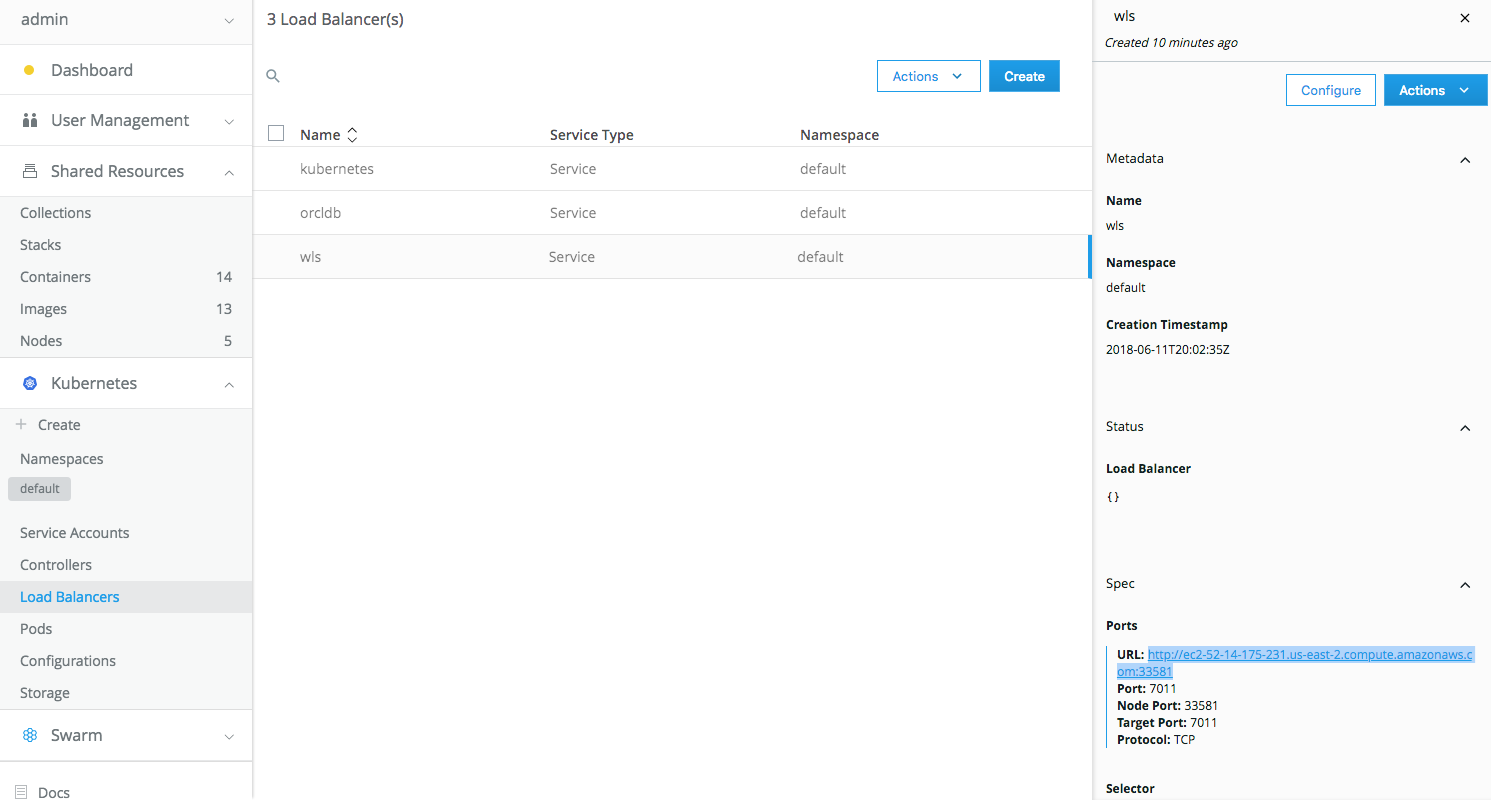 admin
Dashboard
User Management
Shared Resources
Collections
Stacks
Containers 14
Images 13
Nodes 5
Kubernetes
Create
Namespaces
default
Service Accounts
Controllers
Load Balancers
Pods
Configurations
Storage
Swarm
Docs
3 Load Balancer(s)
Actions Create
Name Service Type Namespace
kubernetes Service default
orcldb Service default
wls Service default
wls
Created 10 minutes ago
Configure Actions
Metadata
Name
wls
Namespace
default
Creation Timestamp
2018-06-11T20:02:35Z
Status
Load Balancer
{}
Spec
Ports
URL: http://ec2-52-14-175-231.us-east-2.compute.amazonaws.c
om:33581
Port: 7011
Node Port: 33581
Target Port: 7011
Protocol: TCP
Selector